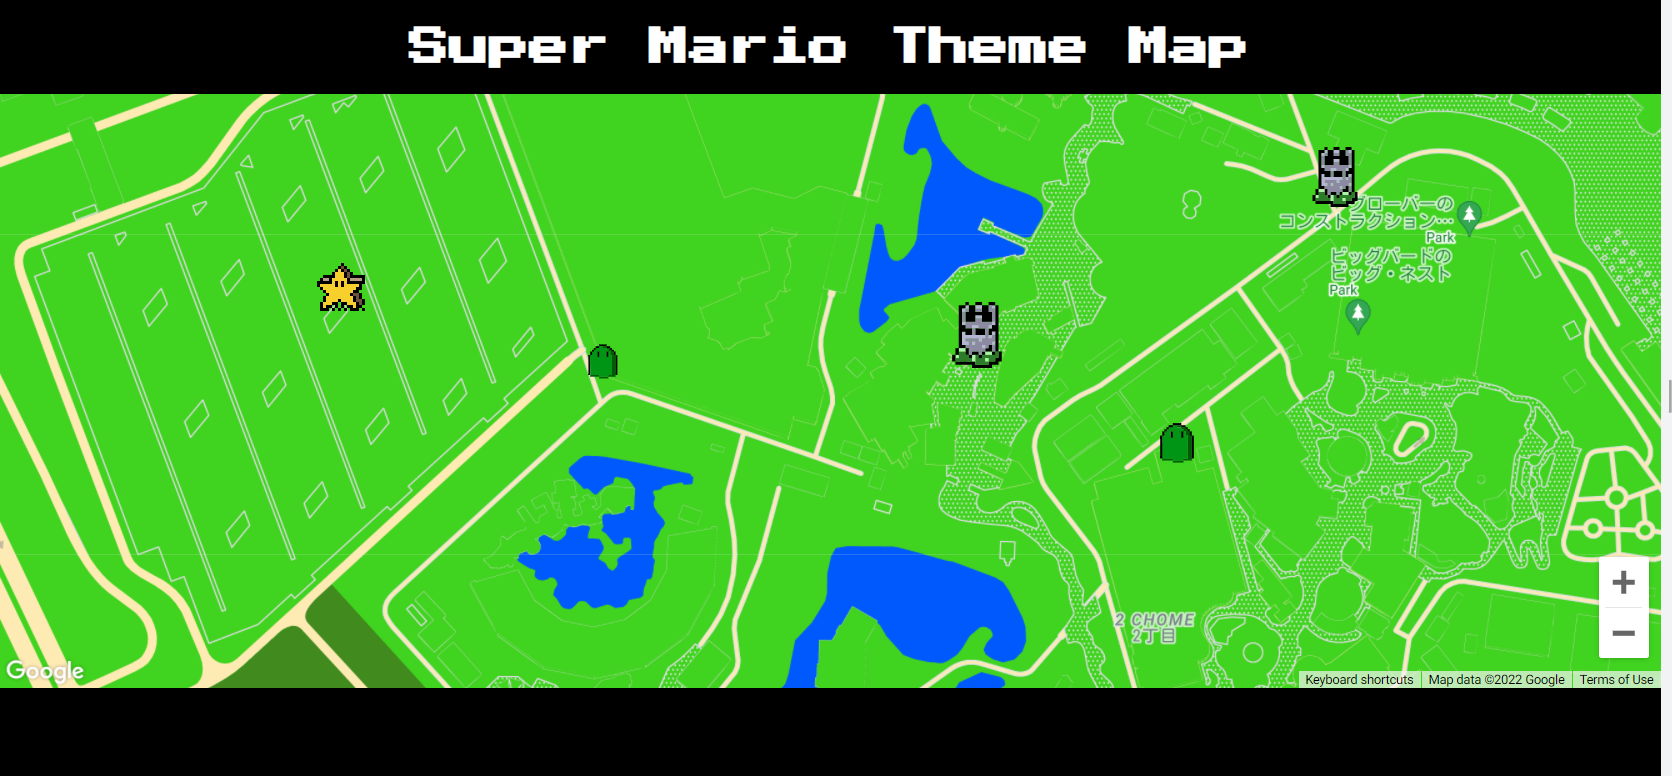 Super Mario Theme Map
グローバーの
コンストラクション…
Park
ビッグバードの
ビッグ・ネスト
Park
2 CHOME
2丁目
Google
Keyboard shortcuts
Map data ©2022 Google
Terms of Use